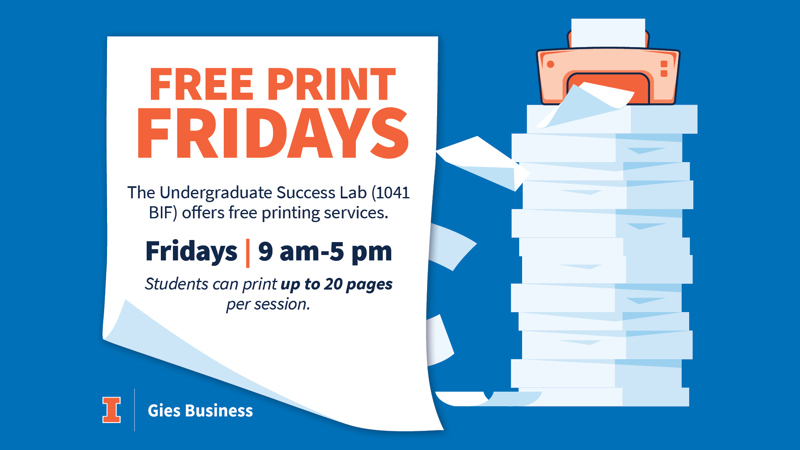 FREE PRINT
FRIDAYS
The Undergraduate Success Lab (1041
BIF) offers free printing services.
Fridays | 9 am-5 pm
Students can print up to 20 pages
per session.
I | Gies Business